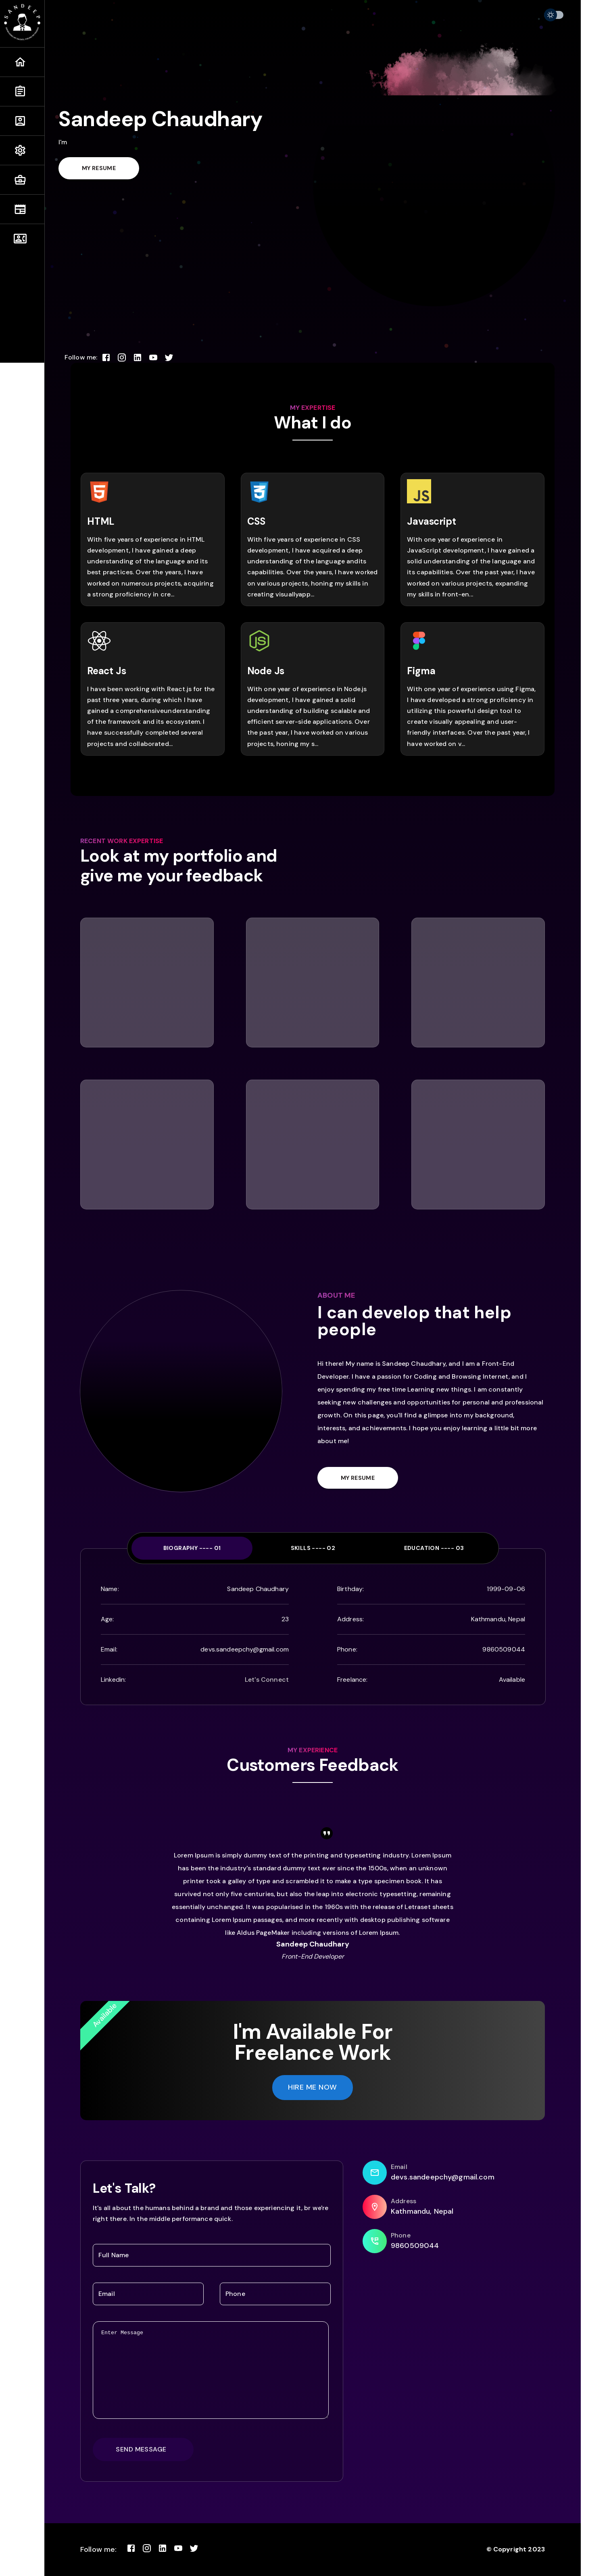 SANDEEP
Sandeep Chaudhary
I'm
MY RESUME
Follow me:
MY EXPERTISE
What I do
HTML
With five years of experience in HTML
development, I have gained a deep
understanding of the language and its
best practices. Over the years, I have
worked on numerous projects, acquiring
a strong proficiency in cre...
CSS
With five years of experience in CSS
development, I have acquired a deep
understanding of the language andits
capabilities. Over the years, I have worked
on various projects, honing my skills in
creating visuallyapp...
JS
Javascript
With one year of experience in
JavaScript development, I have gained a
solid understanding of the language and
its capabilities. Over the past year, I have
worked on various projects, expanding
my skills in front-en...
React Js
I have been working with React.js for the
past three years, during which I have
gained a comprehensiveunderstanding
of the framework and its ecosystem. I
have successfully completed several
projects and collaborated...
JS
Node Js
With one year of experience in Node.js
development, I have gained a solid
understanding of building scalable and
efficient server-side applications. Over
the past year, I have worked on various
projects, honing my s...
Figma
With one year of experience using Figma,
I have developed a strong proficiency in
utilizing this powerful design tool to
create visually appealing and user-
friendly interfaces. Over the past year, I
have worked on v...
RECENT WORK EXPERTISE
Look at my portfolio and
give me your feedback
ABOUT ME
I can develop that help
people
Hi there! My name is Sandeep Chaudhary, and I am a Front-End
Developer. I have a passion for Coding and Browsing Internet, and I
enjoy spending my free time Learning new things. I am constantly
seeking new challenges and opportunities for personal and professional
growth. On this page, you'll find a glimpse into my background,
interests, and achievements. I hope you enjoy learning a little bit more
about me!
MY RESUME
BIOGRAPHY ---- 01
SKILLS ---- 02
EDUCATION ---- 03
Name: Sandeep Chaudhary
Birthday: 1999-09-06
Age: 23
Address: Kathmandu, Nepal
Email: devs.sandeepchy@gmail.com
Phone: 9860509044
Linkedin: Let's Connect
Freelance: Available
MY EXPERIENCE
Customers Feedback
Lorem Ipsum is simply dummy text of the printing and typesetting industry. Lorem Ipsum
has been the industry's standard dummy text ever since the 1500s, when an unknown
printer took a galley of type and scrambled it to make a type specimen book. It has
survived not only five centuries, but also the leap into electronic typesetting, remaining
essentially unchanged. It was popularised in the 1960s with the release of Letraset sheets
containing Lorem Ipsum passages, and more recently with desktop publishing software
like Aldus PageMaker including versions of Lorem Ipsum.
Sandeep Chaudhary
Front-End Developer
Available
I'm Available For
Freelance Work
HIRE ME NOW
Let's Talk?
It's all about the humans behind a brand and those experiencing it, br we're
right there. In the middle performance quick.
Full Name
Email
Phone
Enter Message
SEND MESSAGE
Email
devs.sandeepchy@gmail.com
Address
Kathmandu, Nepal
Phone
9860509044
Follow me:
© Copyright 2023